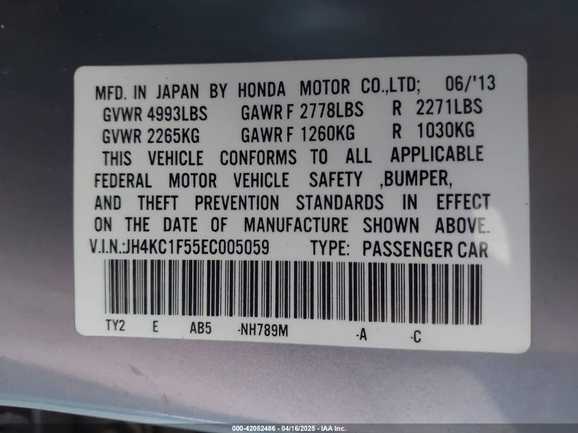 MFD. IN JAPAN BY HONDA MOTOR CO.,LTD; 06/'13
GVWR 4993LBS GAWR F 2778LBS R 2271LBS
GVWR 2265KG GAWR F 1260KG R 1030KG
THIS VEHICLE CONFORMS TO ALL APPLICABLE
FEDERAL MOTOR VEHICLE SAFETY ,BUMPER,
AND THEFT PREVENTION STANDARDS IN EFFECT
ON THE DATE OF MANUFACTURE SHOWN ABOVE.
V.I.N.:JH4KC1F55EC005059 TYPE: PASSENGER CAR
TY2 E AB5 -NH789M -A -C
000-42052486 - 04/16/2025 - IAA Inc.